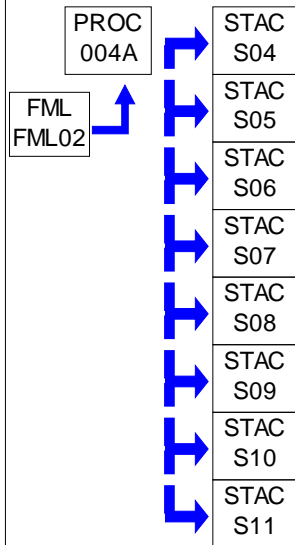 PROC
004A
FML
FML02
STAC
S04
STAC
S05
STAC
S06
STAC
S07
STAC
S08
STAC
S09
STAC
S10
STAC
S11